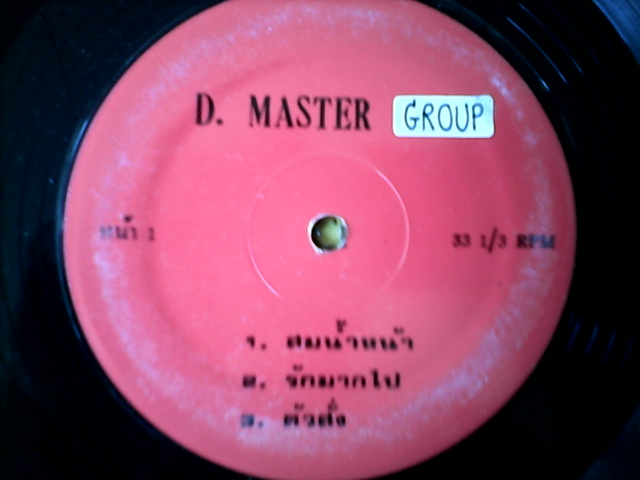 D. MASTER GROUP
หน้า 1
33 1/3 RPM
๑. สมน้ำหน้า
๒. รักมากไป
๓. ตัวสั่ง